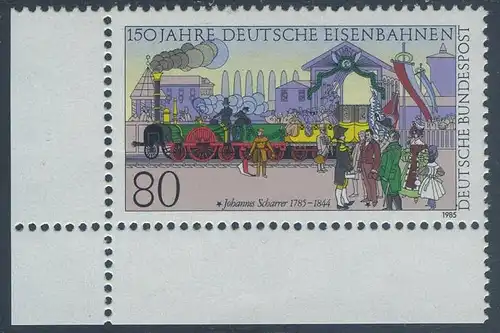 150 JAHRE DEUTSCHE EISENBAHNEN
DEUTSCHE BUNDESPOST
80
★ Johannes Scharrer 1785–1844
1985